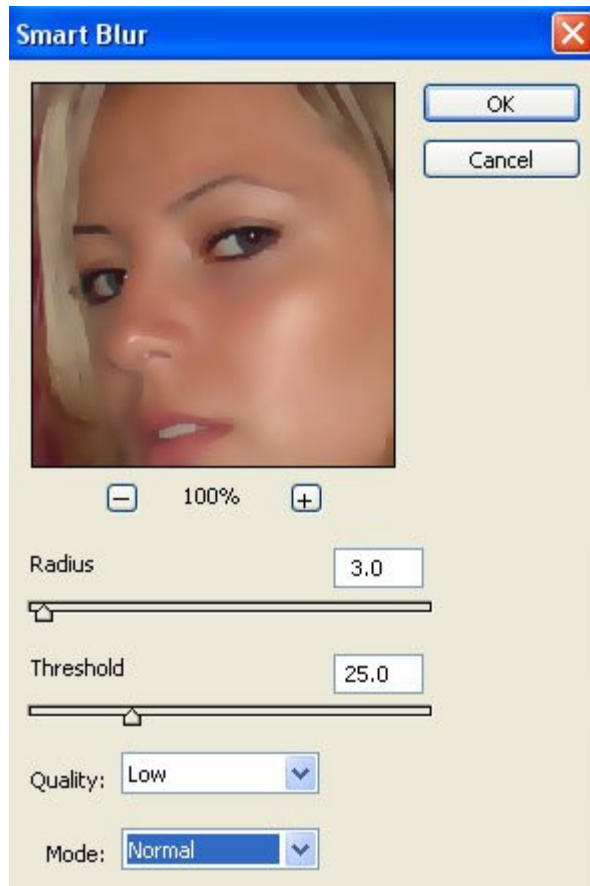 Smart Blur
OK
Cancel
100%
Radius 3.0
Threshold 25.0
Quality: Low
Mode: Normal